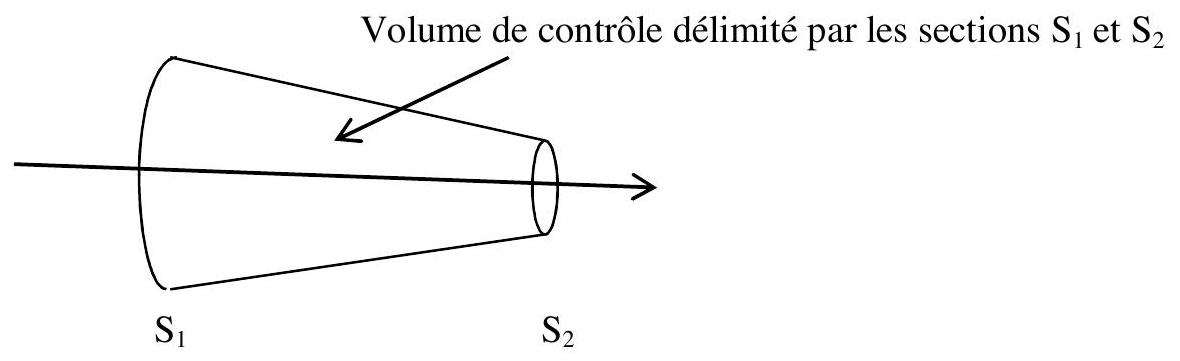 Volume de contrôle délimité par les sections S₁ et S₂
S₁ S₂